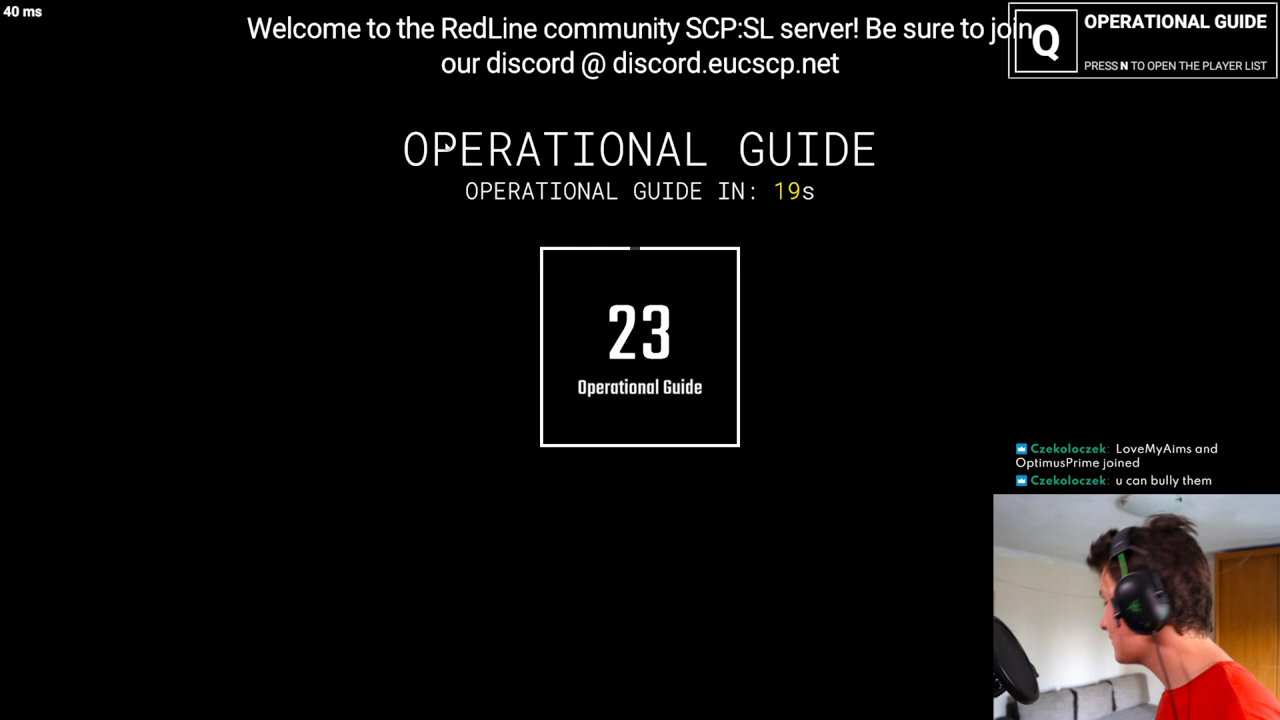 40 ms
Welcome to the RedLine community SCP:SL server! Be sure to join
our discord @ discord.eucscp.net
Q
OPERATIONAL GUIDE
PRESS N TO OPEN THE PLAYER LIST
OPERATIONAL GUIDE
OPERATIONAL GUIDE IN: 19s
23
Operational Guide
Czekoloczek: LoveMyAims and
OptimusPrime joined
Czekoloczek: u can bully them